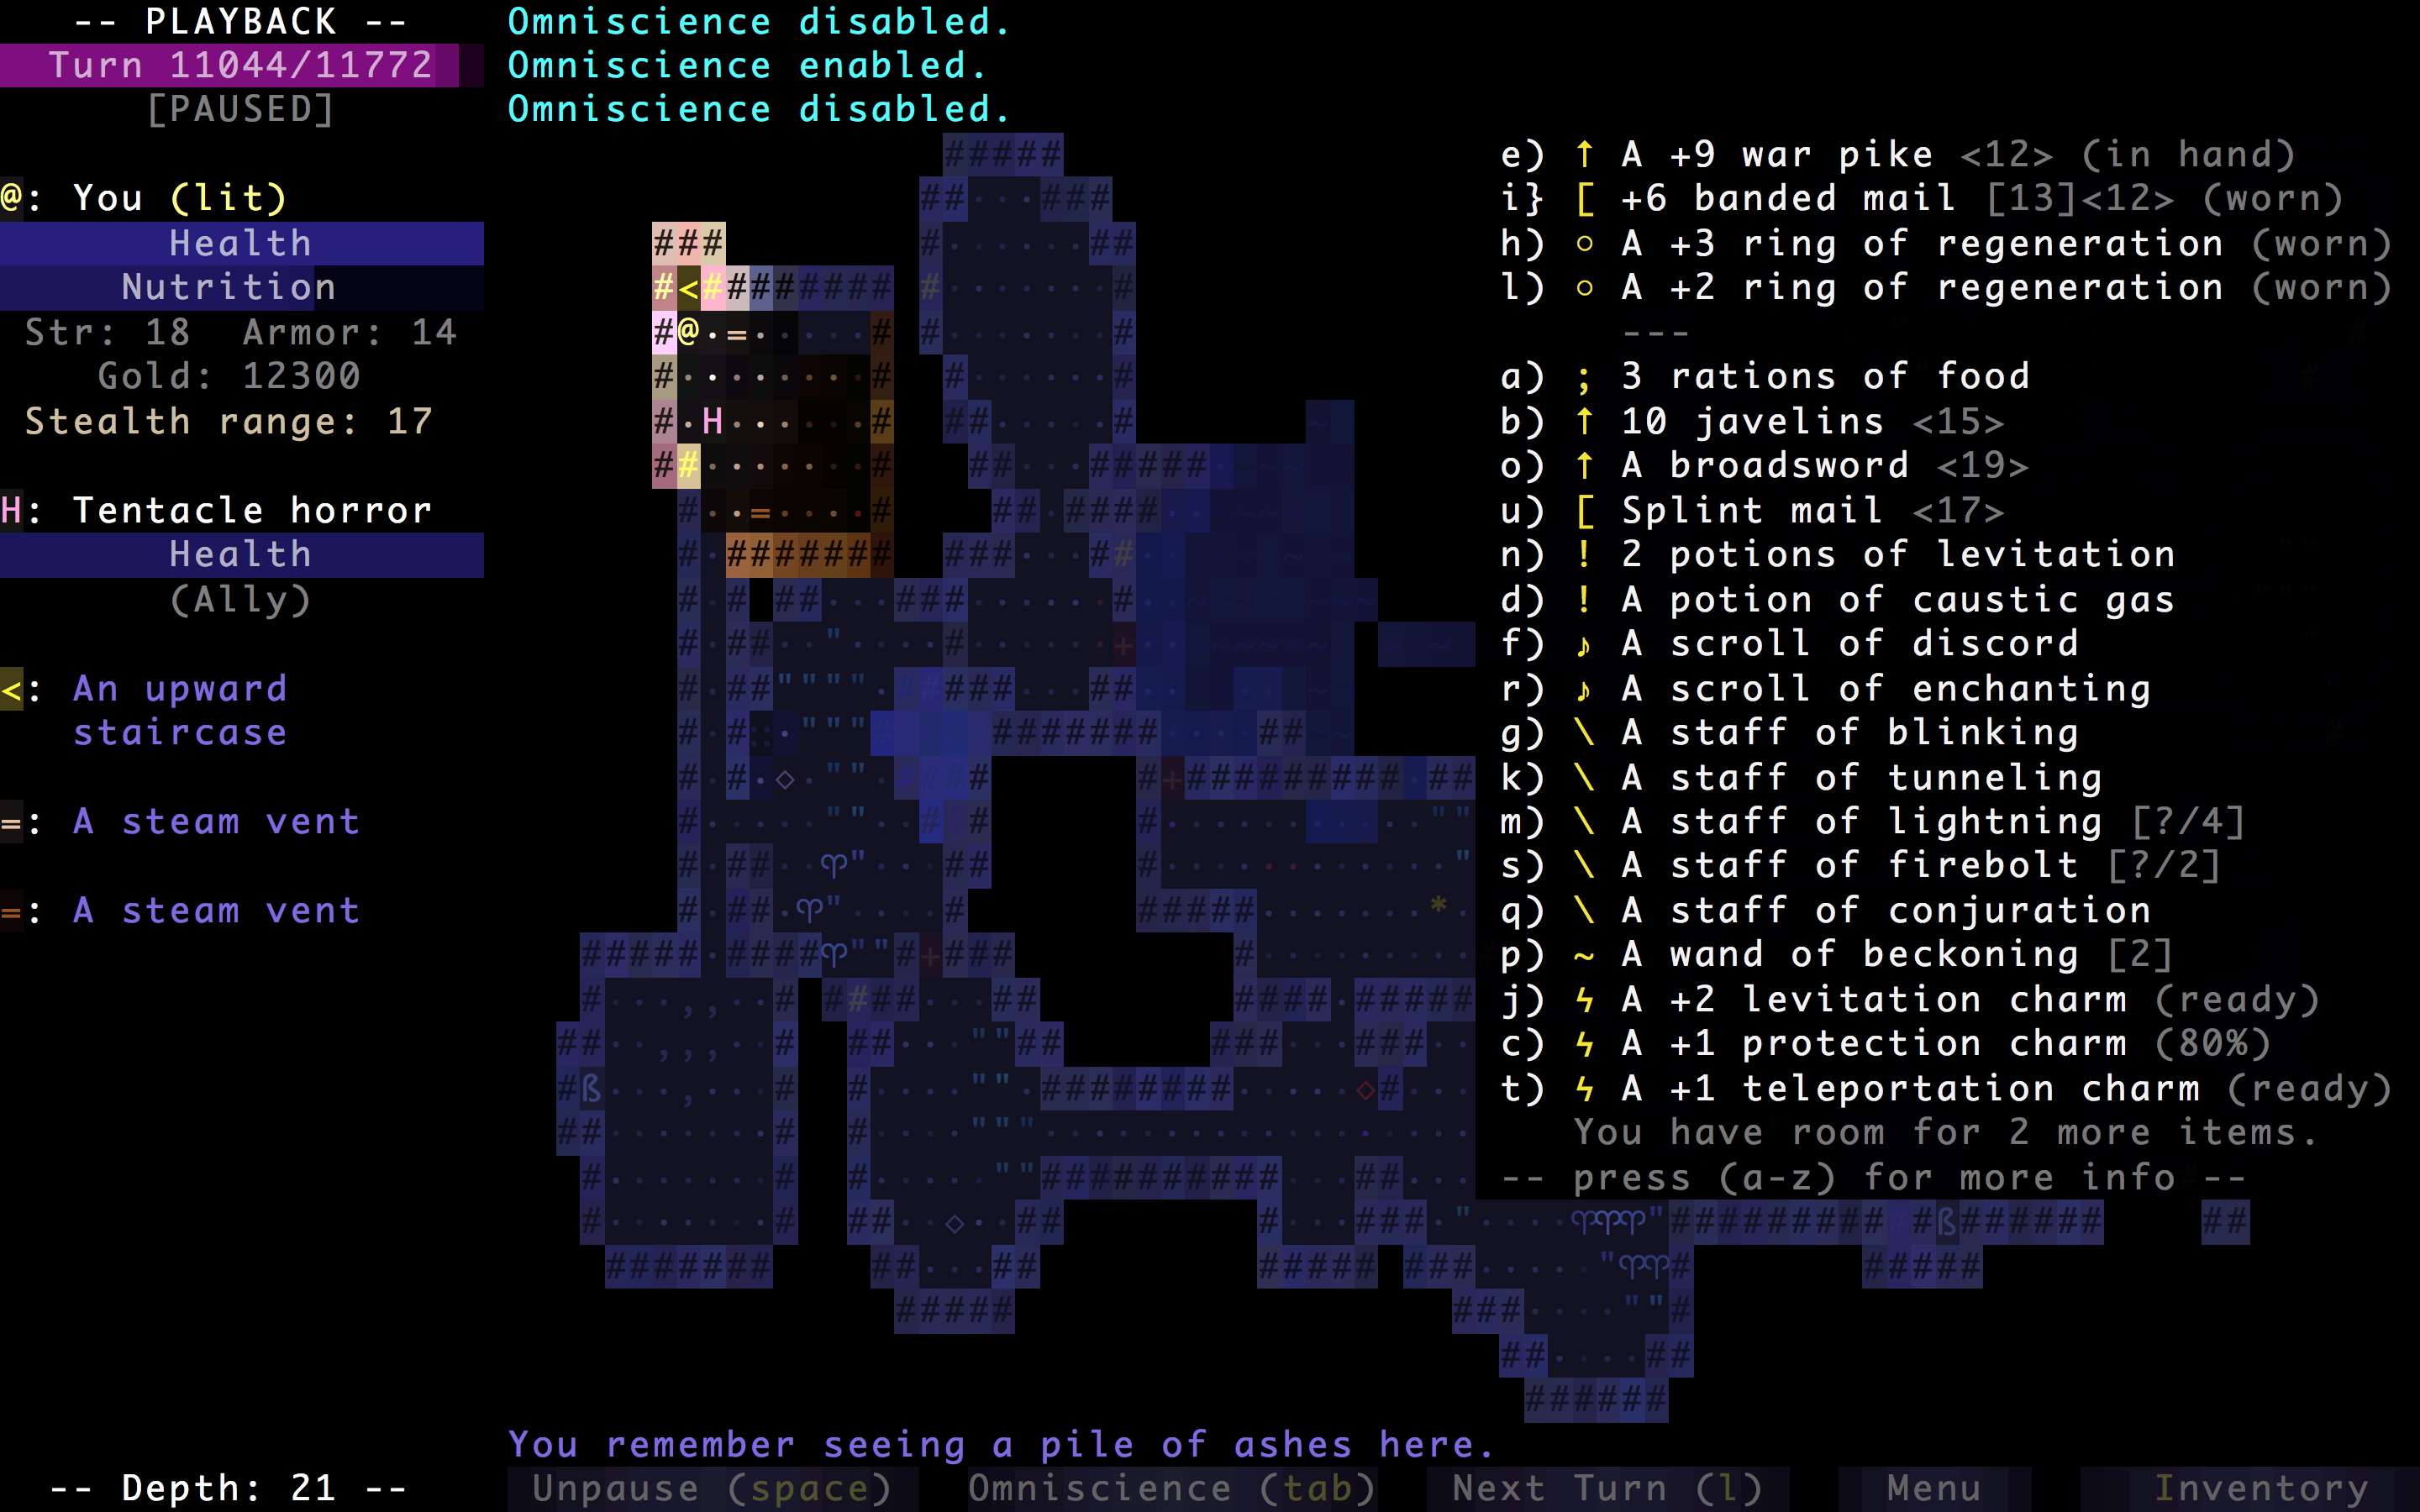 -- PLAYBACK --
Turn 11044/11772
[PAUSED]
@: You (lit)
Health
Nutrition
Str: 18 Armor: 14
Gold: 12300
Stealth range: 17
H: Tentacle horror
Health
(Ally)
<: An upward
staircase
=: A steam vent
=: A steam vent
-- Depth: 21 --
Omniscience disabled.
Omniscience enabled.
Omniscience disabled.
e) ↑ A +9 war pike <12> (in hand)
i} [ +6 banded mail [13]<12> (worn)
h) ○ A +3 ring of regeneration (worn)
l) ○ A +2 ring of regeneration (worn)
---
a) ; 3 rations of food
b) ↑ 10 javelins <15>
o) ↑ A broadsword <19>
u) [ Splint mail <17>
n) ! 2 potions of levitation
d) ! A potion of caustic gas
f) ♪ A scroll of discord
r) ♪ A scroll of enchanting
g) \ A staff of blinking
k) \ A staff of tunneling
m) \ A staff of lightning [?/4]
s) \ A staff of firebolt [?/2]
q) \ A staff of conjuration
p) ~ A wand of beckoning [2]
j) ϟ A +2 levitation charm (ready)
c) ϟ A +1 protection charm (80%)
t) ϟ A +1 teleportation charm (ready)
You have room for 2 more items.
-- press (a-z) for more info --
You remember seeing a pile of ashes here.
Unpause (space) Omniscience (tab) Next Turn (l) Menu Inventory